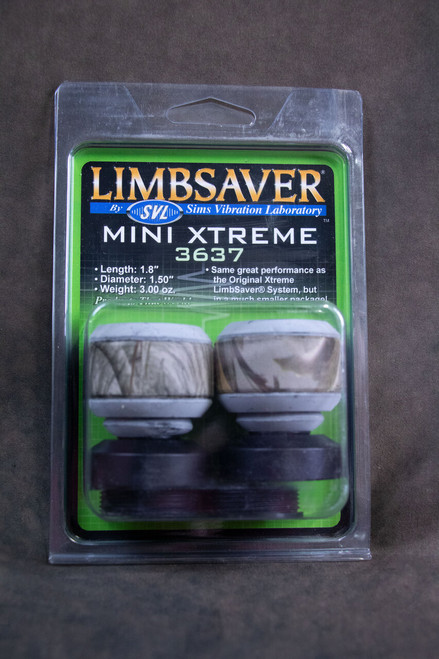 LIMBSAVER®
By SVL Sims Vibration Laboratory
™
MINI XTREME
3637
• Length: 1.8"
• Diameter: 1.50"
• Weight: 3.00 oz.
• Same great performance as
the Original Xtreme
LimbSaver® System, but
in a much smaller package!